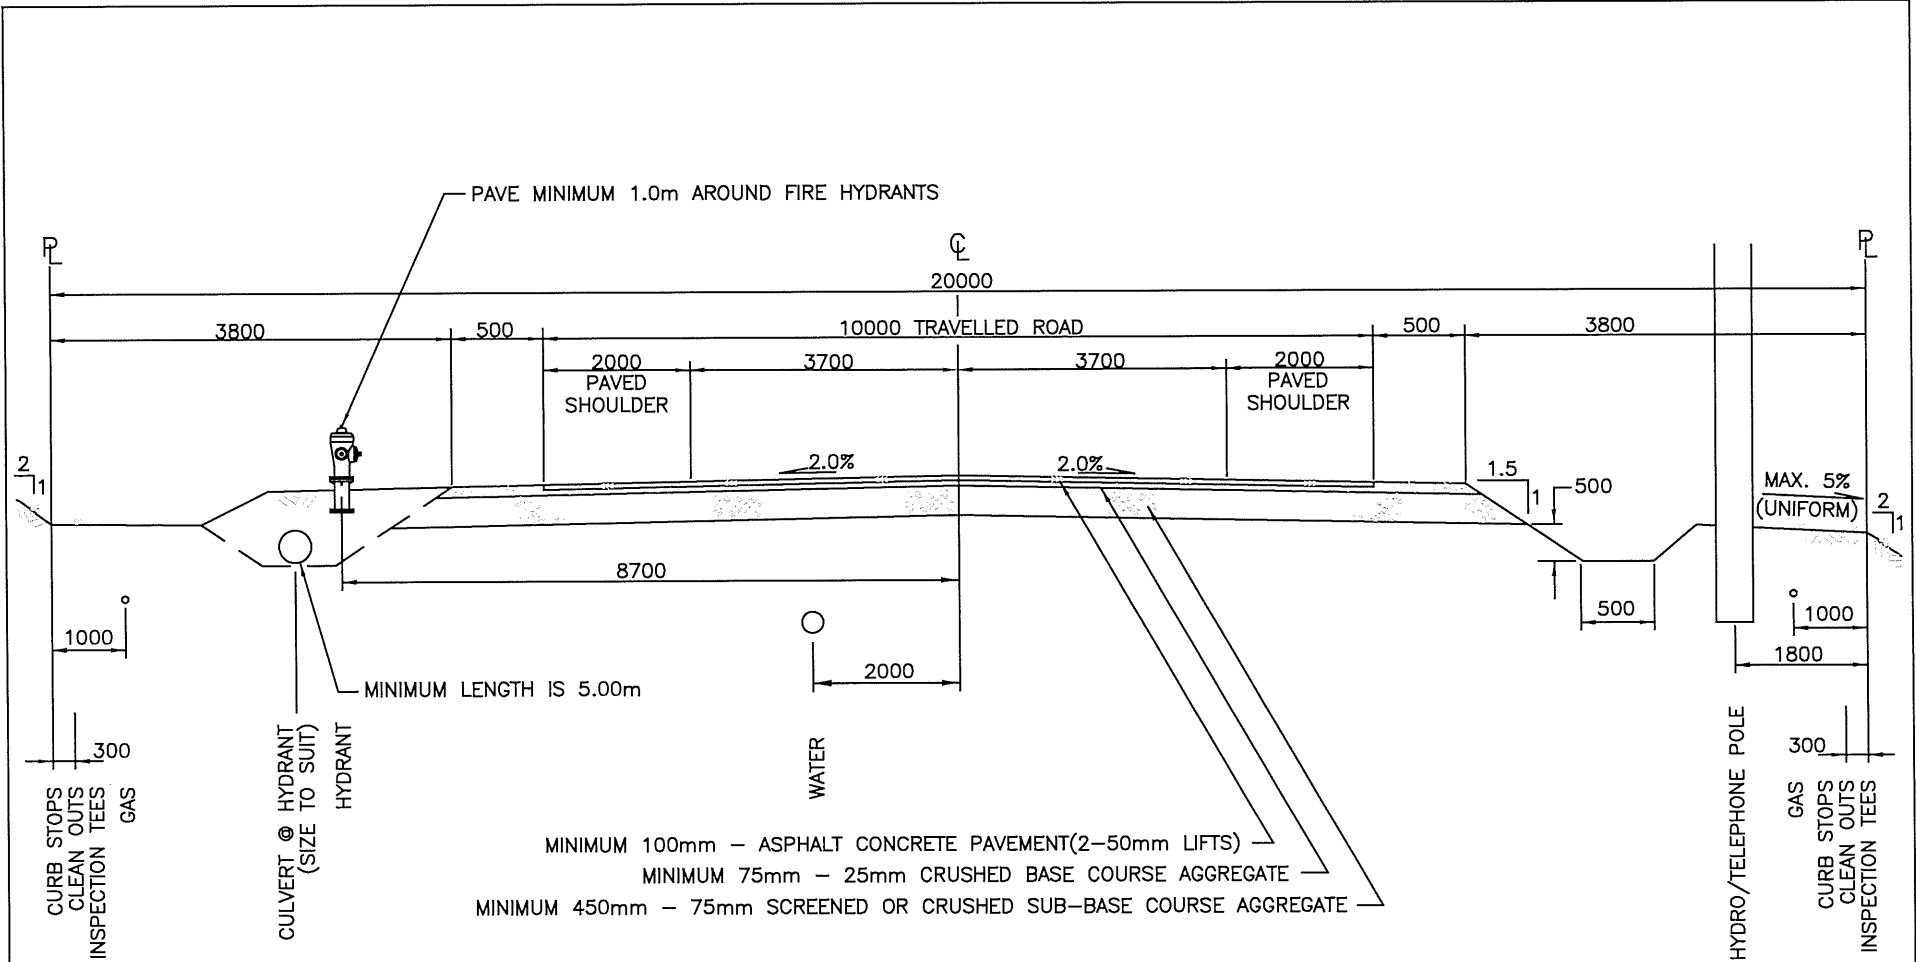 PAVE MINIMUM 1.0m AROUND FIRE HYDRANTS
PL
CL
PL
20000
3800
500
10000 TRAVELLED ROAD
500
3800
2000
PAVED
SHOULDER
3700
3700
2000
PAVED
SHOULDER
2
1
2.0%
2.0%
1.5
1
500
MAX. 5%
(UNIFORM)
2
1
8700
500
1000
1000
1800
2000
MINIMUM LENGTH IS 5.00m
300
300
CURB STOPS
CLEAN OUTS
INSPECTION TEES
GAS
CULVERT @ HYDRANT
(SIZE TO SUIT)
HYDRANT
WATER
HYDRO/TELEPHONE POLE
GAS
CURB STOPS
CLEAN OUTS
INSPECTION TEES
MINIMUM 100mm – ASPHALT CONCRETE PAVEMENT(2–50mm LIFTS)
MINIMUM 75mm – 25mm CRUSHED BASE COURSE AGGREGATE
MINIMUM 450mm – 75mm SCREENED OR CRUSHED SUB–BASE COURSE AGGREGATE